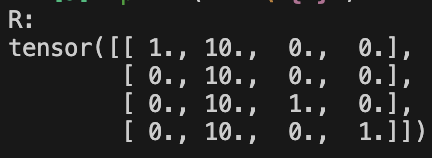 R:
tensor([[ 1., 10.,  0.,  0.],
        [ 0., 10.,  0.,  0.],
        [ 0., 10.,  1.,  0.],
        [ 0., 10.,  0.,  1.]])